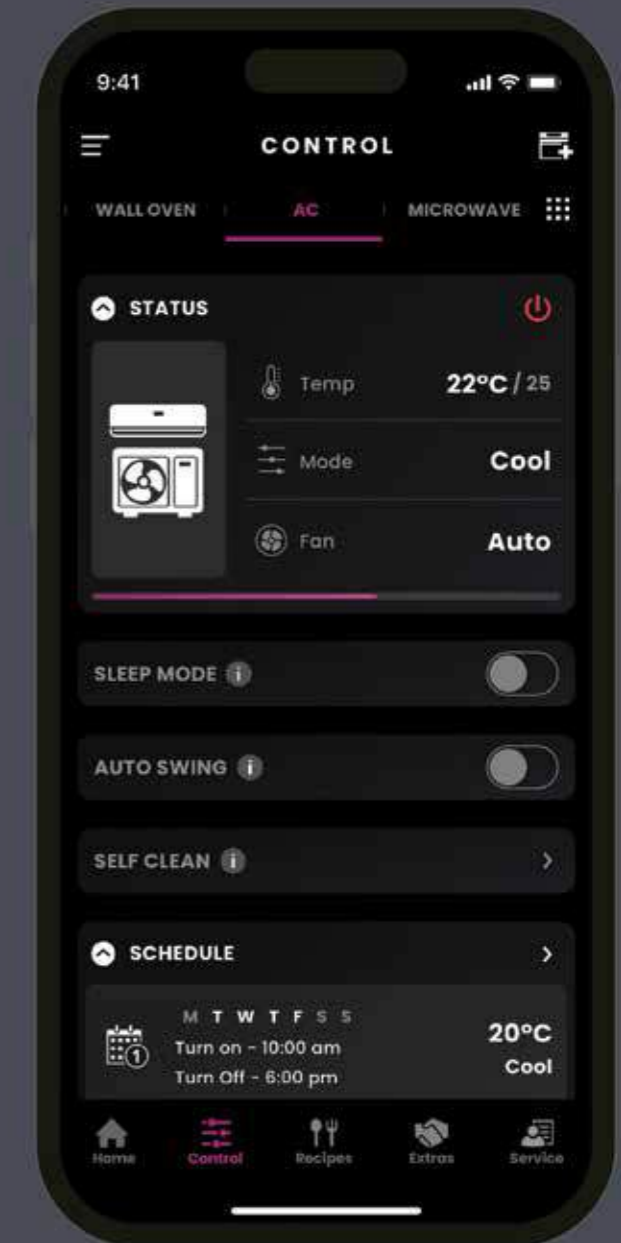 9:41
CONTROL
WALL OVEN AC MICROWAVE
STATUS
Temp 22°C / 25
Mode Cool
Fan Auto
SLEEP MODE i
AUTO SWING i
SELF CLEAN i
SCHEDULE
M T W T F S S
1
Turn on - 10:00 am
20°C
Turn Off - 6:00 pm
Cool
Home Control Recipes Extras Service